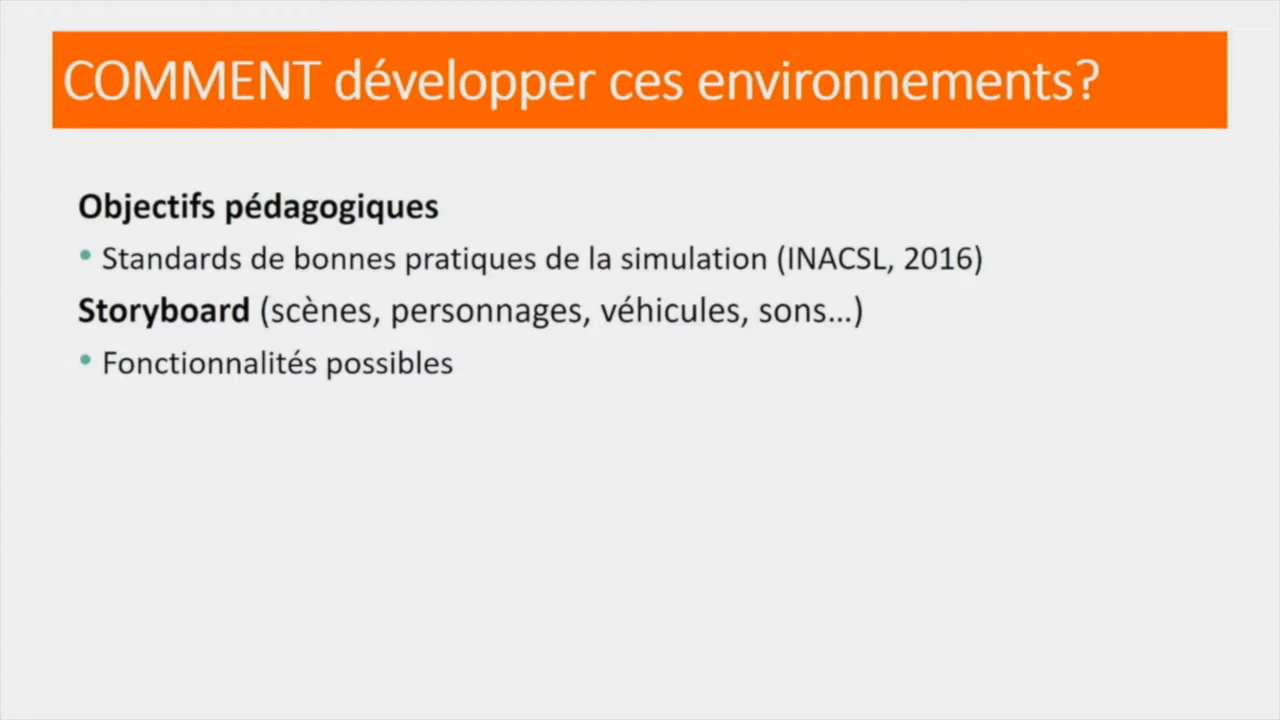 COMMENT développer ces environnements?
Objectifs pédagogiques
• Standards de bonnes pratiques de la simulation (INACSL, 2016)
Storyboard (scènes, personnages, véhicules, sons…)
• Fonctionnalités possibles